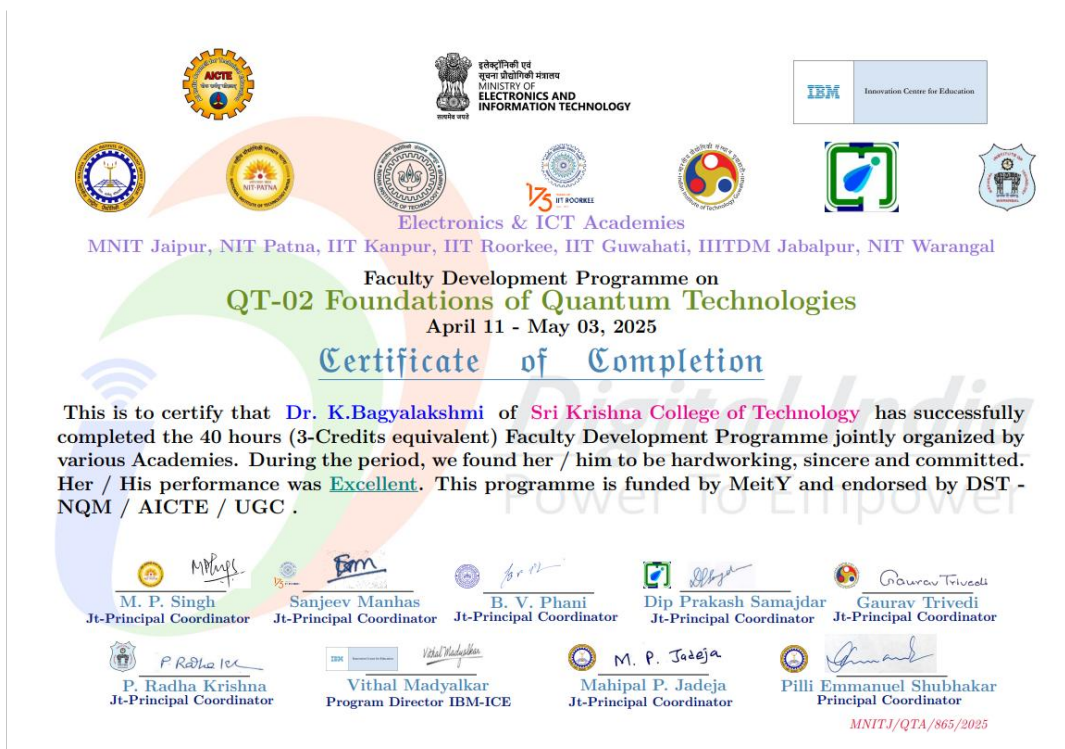 AICTE
इलेक्ट्रॉनिकी एवं
सूचना प्रौद्योगिकी मंत्रालय
MINISTRY OF
ELECTRONICS AND
INFORMATION TECHNOLOGY
सत्यमेव जयते
IBM
Innovation Centre for Education
NIT-PATNA
175
IIT ROORKEE
Electronics & ICT Academies
MNIT Jaipur, NIT Patna, IIT Kanpur, IIT Roorkee, IIT Guwahati, IIITDM Jabalpur, NIT Warangal
Faculty Development Programme on
QT-02 Foundations of Quantum Technologies
April 11 - May 03, 2025
Certificate of Completion
Digital India
Power To Empower
This is to certify that Dr. K.Bagyalakshmi of Sri Krishna College of Technology has successfully
completed the 40 hours (3-Credits equivalent) Faculty Development Programme jointly organized by
various Academies. During the period, we found her / him to be hardworking, sincere and committed.
Her / His performance was Excellent. This programme is funded by MeitY and endorsed by DST -
NQM / AICTE / UGC .
Gaurav Trivedi
M. P. Singh Sanjeev Manhas B. V. Phani Dip Prakash Samajdar Gaurav Trivedi
Jt-Principal Coordinator Jt-Principal Coordinator Jt-Principal Coordinator Jt-Principal Coordinator Jt-Principal Coordinator
IBM M. P. Jadeja
P. Radha Krishna Vithal Madyalkar Mahipal P. Jadeja Pilli Emmanuel Shubhakar
Jt-Principal Coordinator Program Director IBM-ICE Jt-Principal Coordinator Principal Coordinator
MNITJ/QTA/865/2025